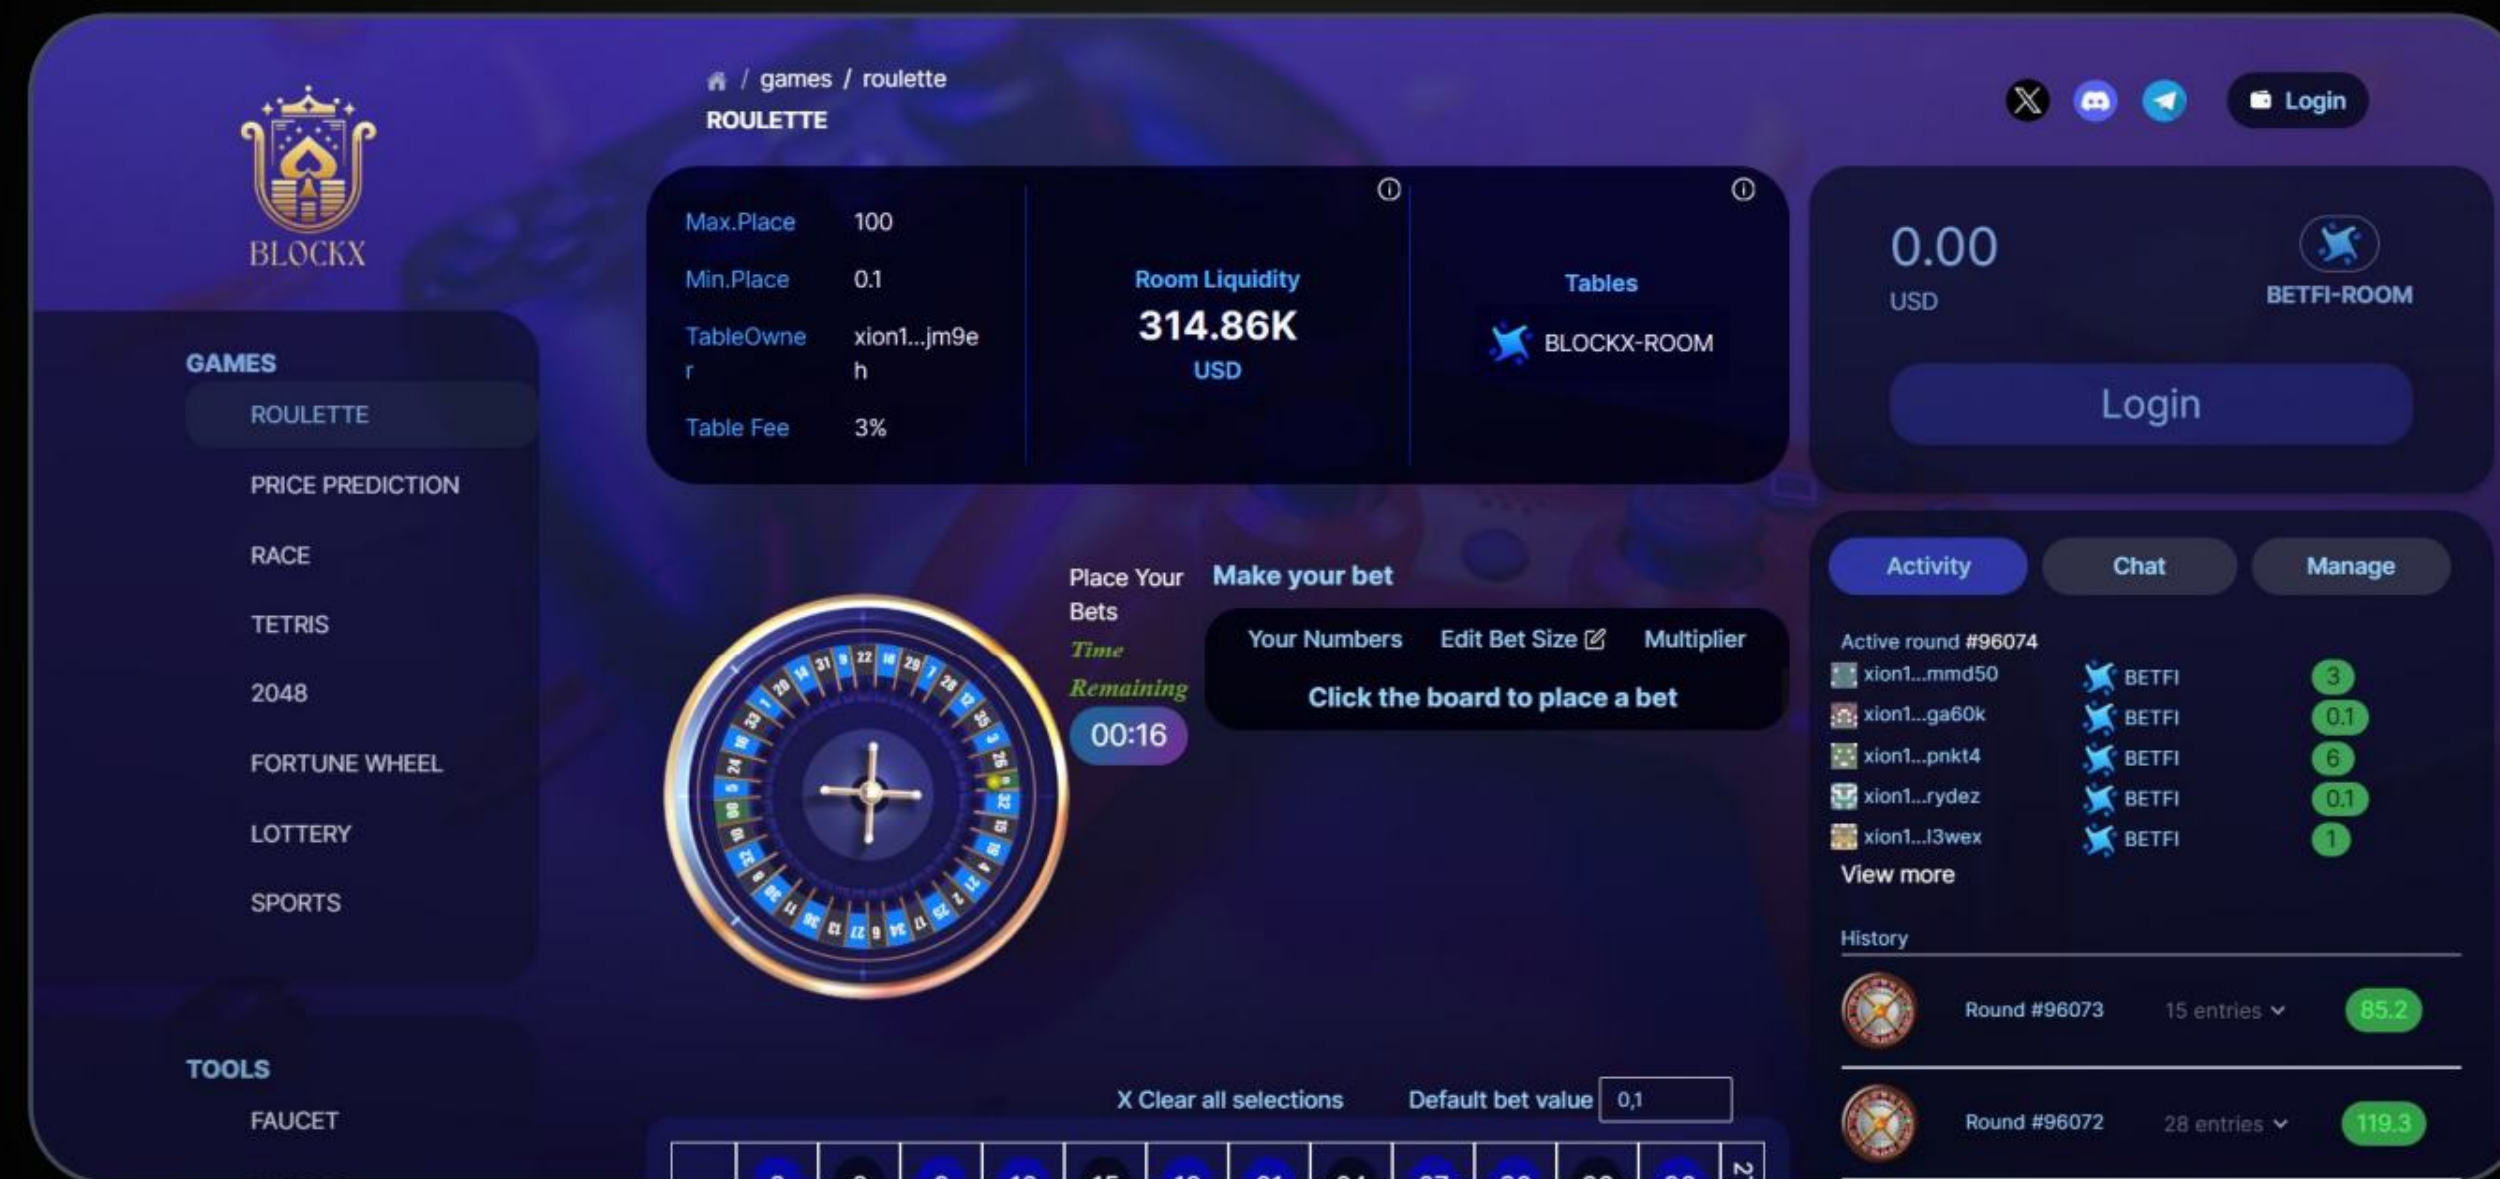 BLOCKX
/ games / roulette
ROULETTE
Login
GAMES
ROULETTE
PRICE PREDICTION
RACE
TETRIS
2048
FORTUNE WHEEL
LOTTERY
SPORTS
TOOLS
FAUCET
Max.Place 100
Min.Place 0.1
TableOwne xion1...jm9e
r h
Table Fee 3%
Room Liquidity
314.86K
USD
Tables
BLOCKX-ROOM
0.00
USD
BETFI-ROOM
Login
Place Your
Bets
Time
Remaining
00:16
Make your bet
Your Numbers Edit Bet Size Multiplier
Click the board to place a bet
X Clear all selections Default bet value 0,1
Activity Chat Manage
Active round #96074
xion1...mmd50 BETFI 3
xion1...ga60k BETFI 0.1
xion1...pnkt4 BETFI 6
xion1...rydez BETFI 0.1
xion1...l3wex BETFI 1
View more
History
Round #96073 15 entries 85.2
Round #96072 28 entries 119.3